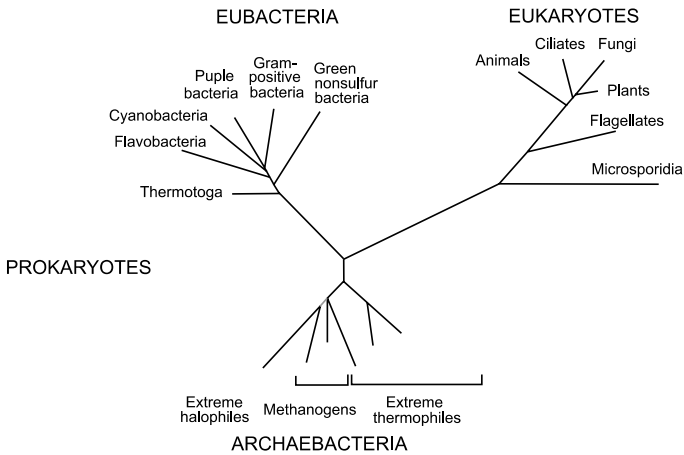 EUBACTERIA
EUKARYOTES
Ciliates
Fungi
Animals
Gram-
positive
bacteria
Puple
bacteria
Green
nonsulfur
bacteria
Plants
Cyanobacteria
Flagellates
Flavobacteria
Microsporidia
Thermotoga
PROKARYOTES
Extreme
halophiles
Methanogens
Extreme
thermophiles
ARCHAEBACTERIA